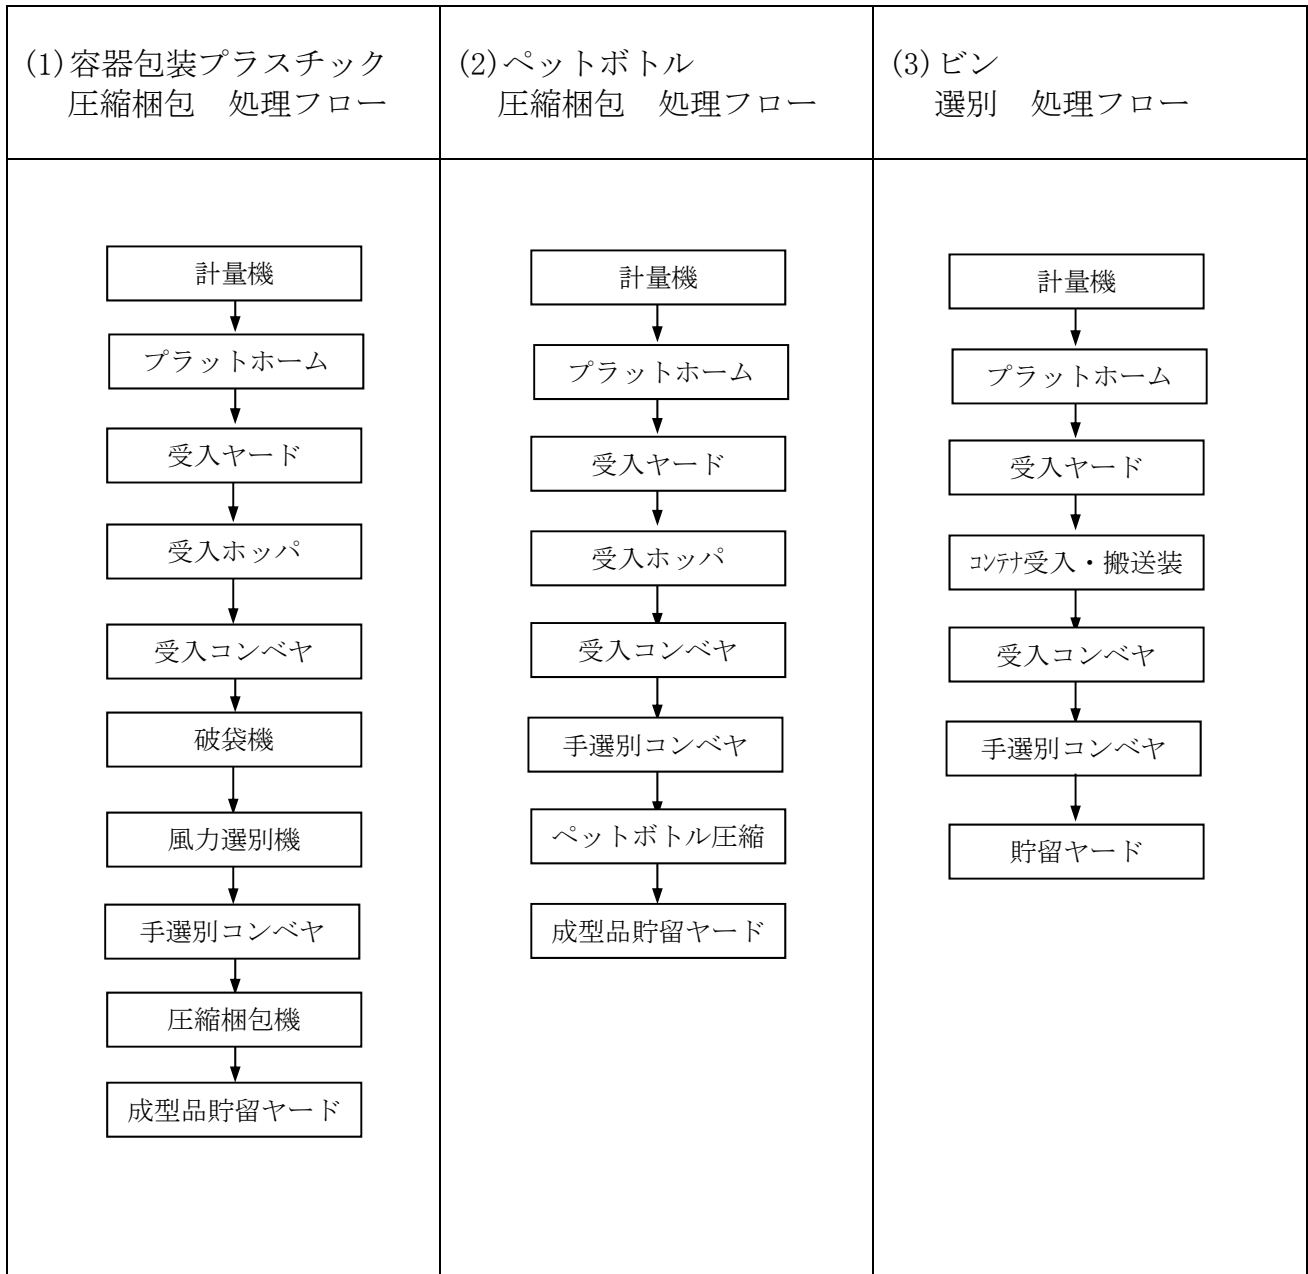 (1)容器包装プラスチック
圧縮梱包　処理フロー
(2)ペットボトル
圧縮梱包　処理フロー
(3)ビン
選別　処理フロー
計量機
プラットホーム
受入ヤード
受入ホッパ
受入コンベヤ
破袋機
風力選別機
手選別コンベヤ
圧縮梱包機
成型品貯留ヤード
計量機
プラットホーム
受入ヤード
受入ホッパ
受入コンベヤ
手選別コンベヤ
ペットボトル圧縮
成型品貯留ヤード
計量機
プラットホーム
受入ヤード
ｺﾝﾃﾅ受入・搬送装
受入コンベヤ
手選別コンベヤ
貯留ヤード